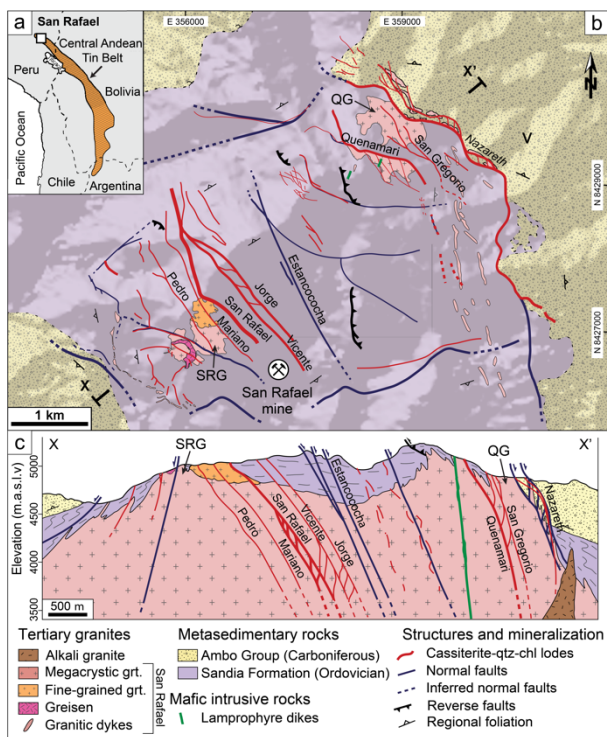 a
San Rafael
Central Andean
Tin Belt
Peru
Bolivia
Pacific Ocean
Chile
Argentina
E 356000
E 359000
b
X'
N
QG
Quenamari
San Gregorio
Nazareth
V
N 8429000
Pedro
San Rafael
Mariano
Jorge
Vicente
Estancococha
N 8427000
SRG
San Rafael
mine
X
1 km
c
X
SRG
QG
X'
Elevation (m.a.s.l.v)
5000
4500
4000
3500
Pedro
San Rafael
Mariano
Vicente
Jorge
Estancococha
Quenamari
San Gregorio
Nazareth
500 m
Tertiary granites
Alkali granite
Megacrystic grt.
Fine-grained grt.
Greisen
Granitic dykes
San Rafael
Metasedimentary rocks
Ambo Group (Carboniferous)
Sandia Formation (Ordovician)
Mafic intrusive rocks
Lamprophyre dikes
Structures and mineralization
Cassiterite-qtz-chl lodes
Normal faults
Inferred normal faults
Reverse faults
Regional foliation